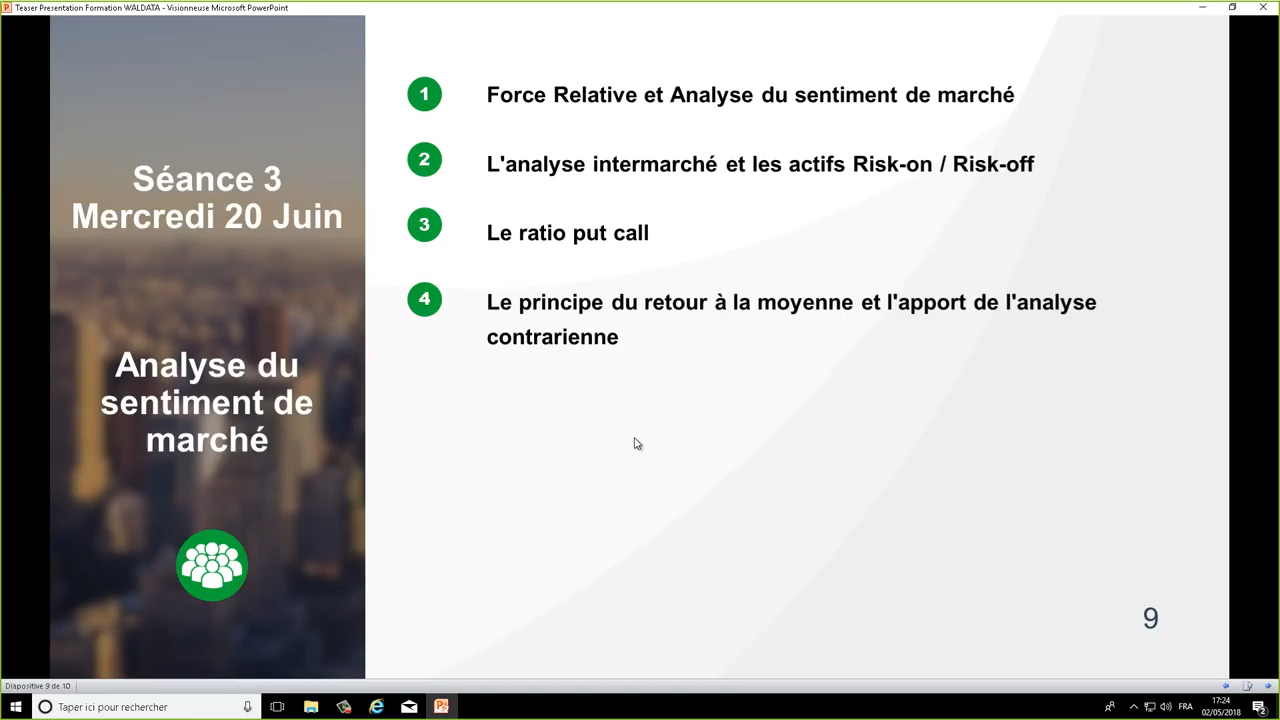 Teaser Presentation Formation WALDATA - Visionneuse Microsoft PowerPoint
Séance 3
Mercredi 20 Juin
Analyse du
sentiment de
marché
1 Force Relative et Analyse du sentiment de marché
2 L'analyse intermarché et les actifs Risk-on / Risk-off
3 Le ratio put call
4 Le principe du retour à la moyenne et l'apport de l'analyse
contrarienne
9
Diapositive 9 de 10
Taper ici pour rechercher
FRA
17:24
02/05/2018
2